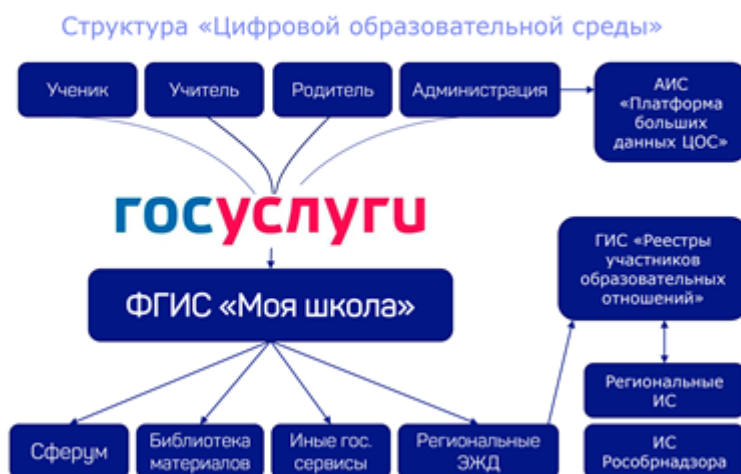 Структура «Цифровой образовательной среды»
Ученик
Учитель
Родитель
Администрация
АИС
«Платформа
больших
данных ЦОС»
госуслуги
ГИС «Реестры
участников
образовательных
отношений»
ФГИС «Моя школа»
Региональные
ИС
Сферум
Библиотека
материалов
Иные гос.
сервисы
Региональные
ЭЖД
ИС
Рособрнадзора